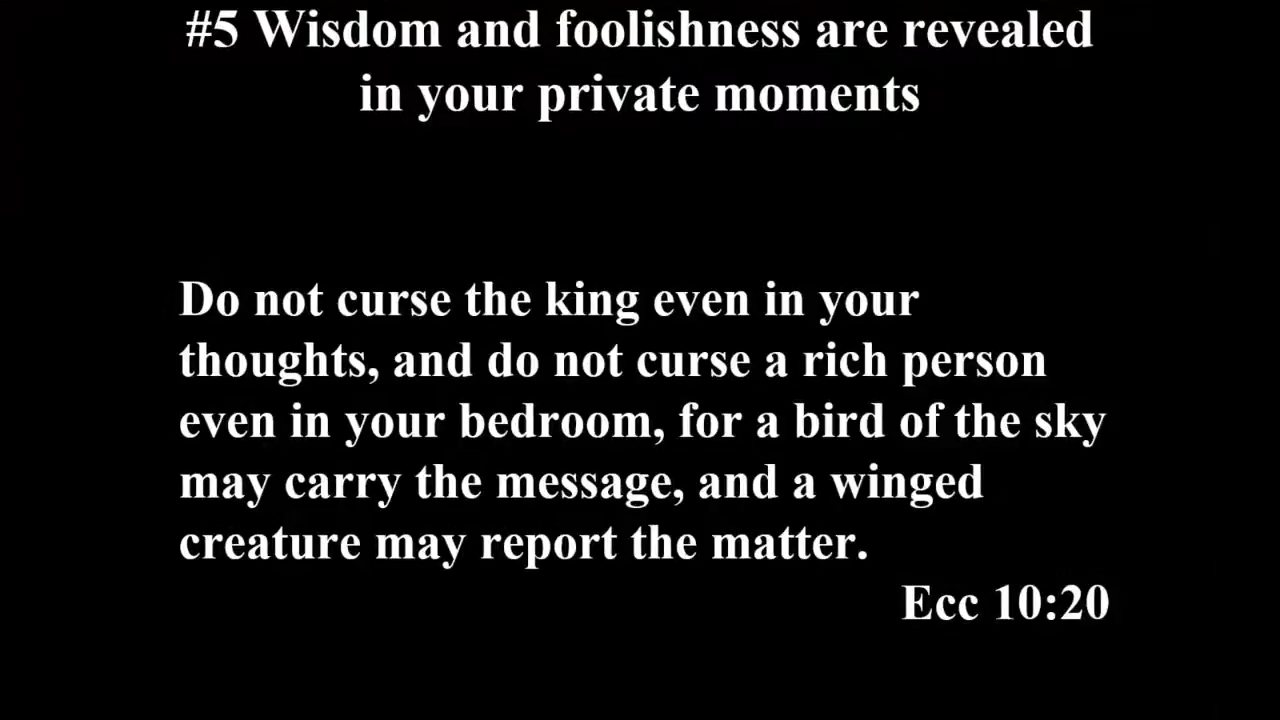 #5 Wisdom and foolishness are revealed
in your private moments
Do not curse the king even in your
thoughts, and do not curse a rich person
even in your bedroom, for a bird of the sky
may carry the message, and a winged
creature may report the matter.
Ecc 10:20